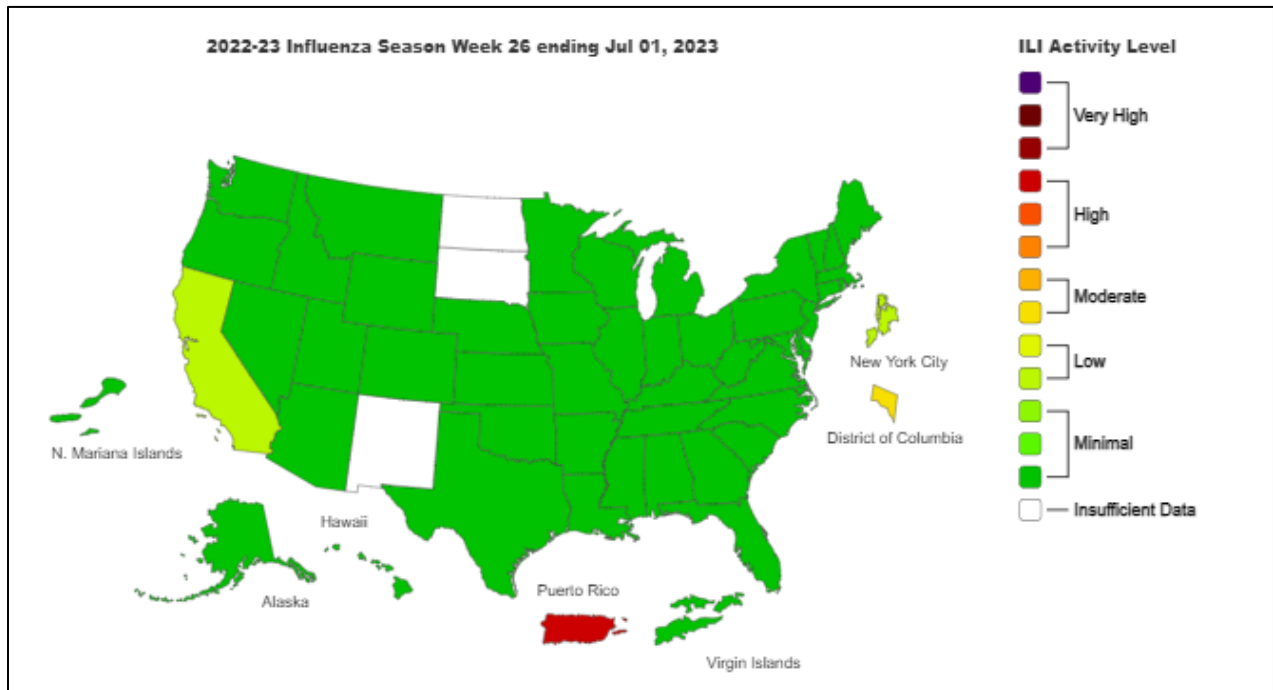 2022-23 Influenza Season Week 26 ending Jul 01, 2023
ILI Activity Level
Very High
High
Moderate
Low
Minimal
Insufficient Data
New York City
District of Columbia
N. Mariana Islands
Hawaii
Alaska
Puerto Rico
Virgin Islands